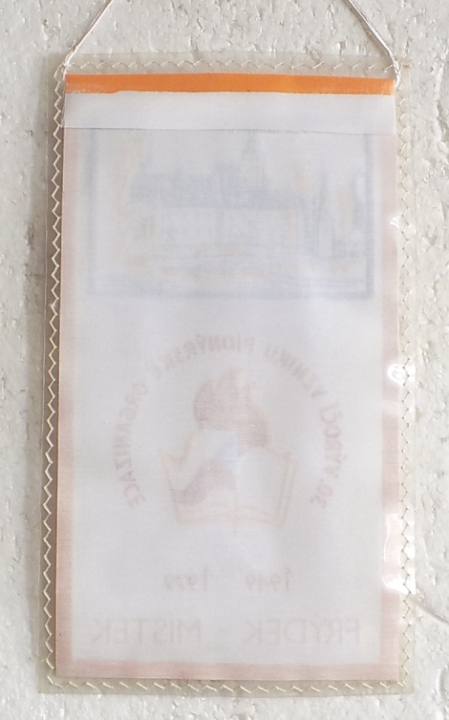 30. VÝROČÍ VZNIKU PIONÝRSKÉ ORGANIZACE
1949 1979
FRÝDEK - MÍSTEK